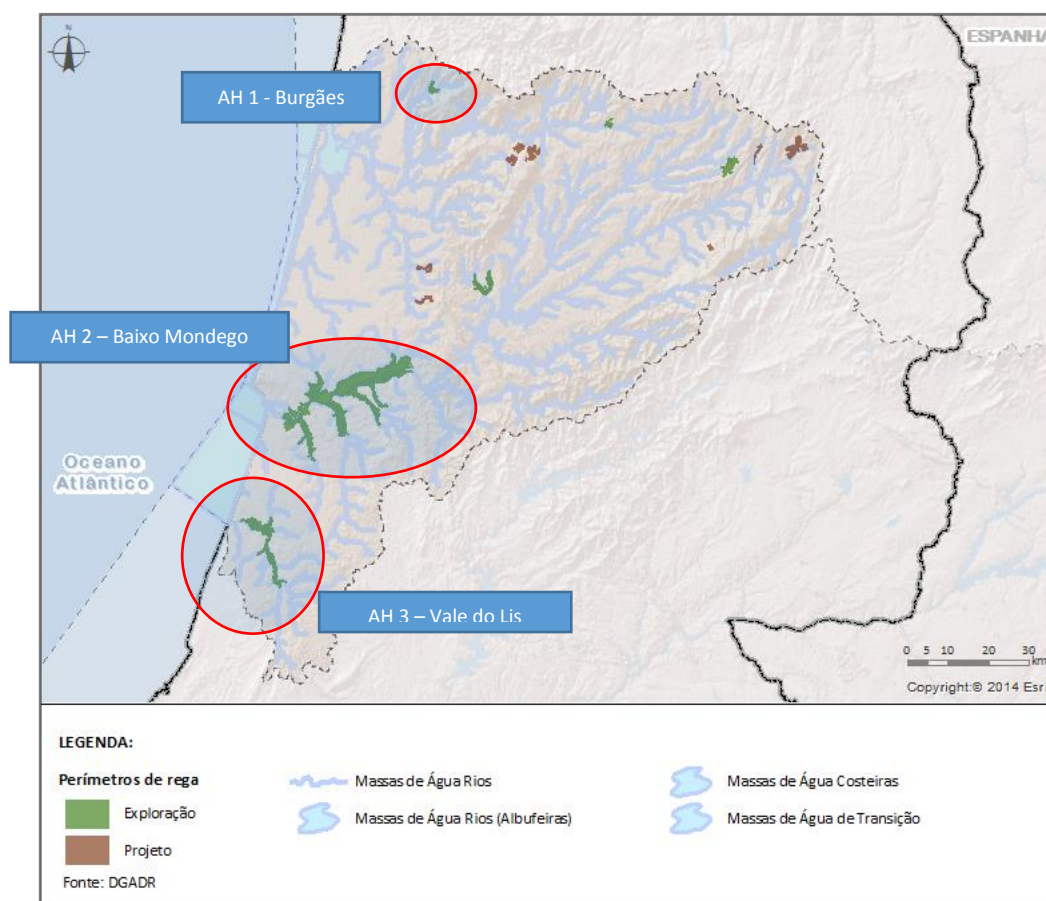 N
ESPANHA
AH 1 - Burgães
AH 2 – Baixo Mondego
Oceano
Atlântico
AH 3 – Vale do Lis
0 5 10 20 30
km
Copyright:© 2014 Esri
LEGENDA:
Perímetros de rega
Exploração
Projeto
Fonte: DGADR
Massas de Água Rios
Massas de Água Rios (Albufeiras)
Massas de Água Costeiras
Massas de Água de Transição